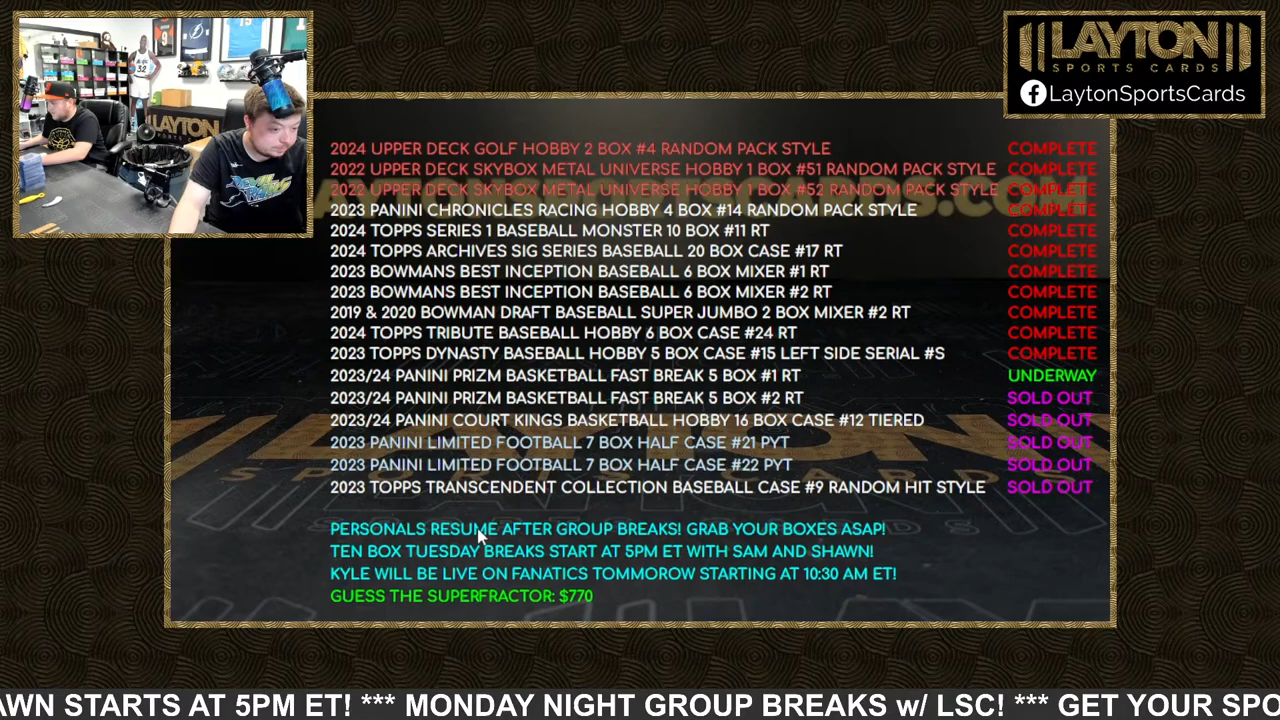 LAYTON
SPORTS CARDS
LaytonSportsCards
2024 UPPER DECK GOLF HOBBY 2 BOX #4 RANDOM PACK STYLE COMPLETE
2022 UPPER DECK SKYBOX METAL UNIVERSE HOBBY 1 BOX #51 RANDOM PACK STYLE COMPLETE
2022 UPPER DECK SKYBOX METAL UNIVERSE HOBBY 1 BOX #52 RANDOM PACK STYLE COMPLETE
2023 PANINI CHRONICLES RACING HOBBY 4 BOX #14 RANDOM PACK STYLE COMPLETE
2024 TOPPS SERIES 1 BASEBALL MONSTER 10 BOX #11 RT COMPLETE
2024 TOPPS ARCHIVES SIG SERIES BASEBALL 20 BOX CASE #17 RT COMPLETE
2023 BOWMANS BEST INCEPTION BASEBALL 6 BOX MIXER #1 RT COMPLETE
2023 BOWMANS BEST INCEPTION BASEBALL 6 BOX MIXER #2 RT COMPLETE
2019 & 2020 BOWMAN DRAFT BASEBALL SUPER JUMBO 2 BOX MIXER #2 RT COMPLETE
2024 TOPPS TRIBUTE BASEBALL HOBBY 6 BOX CASE #24 RT COMPLETE
2023 TOPPS DYNASTY BASEBALL HOBBY 5 BOX CASE #15 LEFT SIDE SERIAL #S COMPLETE
2023/24 PANINI PRIZM BASKETBALL FAST BREAK 5 BOX #1 RT UNDERWAY
2023/24 PANINI PRIZM BASKETBALL FAST BREAK 5 BOX #2 RT SOLD OUT
2023/24 PANINI COURT KINGS BASKETBALL HOBBY 16 BOX CASE #12 TIERED SOLD OUT
2023 PANINI LIMITED FOOTBALL 7 BOX HALF CASE #21 PYT SOLD OUT
2023 PANINI LIMITED FOOTBALL 7 BOX HALF CASE #22 PYT SOLD OUT
2023 TOPPS TRANSCENDENT COLLECTION BASEBALL CASE #9 RANDOM HIT STYLE SOLD OUT
PERSONALS RESUME AFTER GROUP BREAKS! GRAB YOUR BOXES ASAP!
TEN BOX TUESDAY BREAKS START AT 5PM ET WITH SAM AND SHAWN!
KYLE WILL BE LIVE ON FANATICS TOMMOROW STARTING AT 10:30 AM ET!
GUESS THE SUPERFRACTOR: $770
AWN STARTS AT 5PM ET! *** MONDAY NIGHT GROUP BREAKS w/ LSC! *** GET YOUR SPO